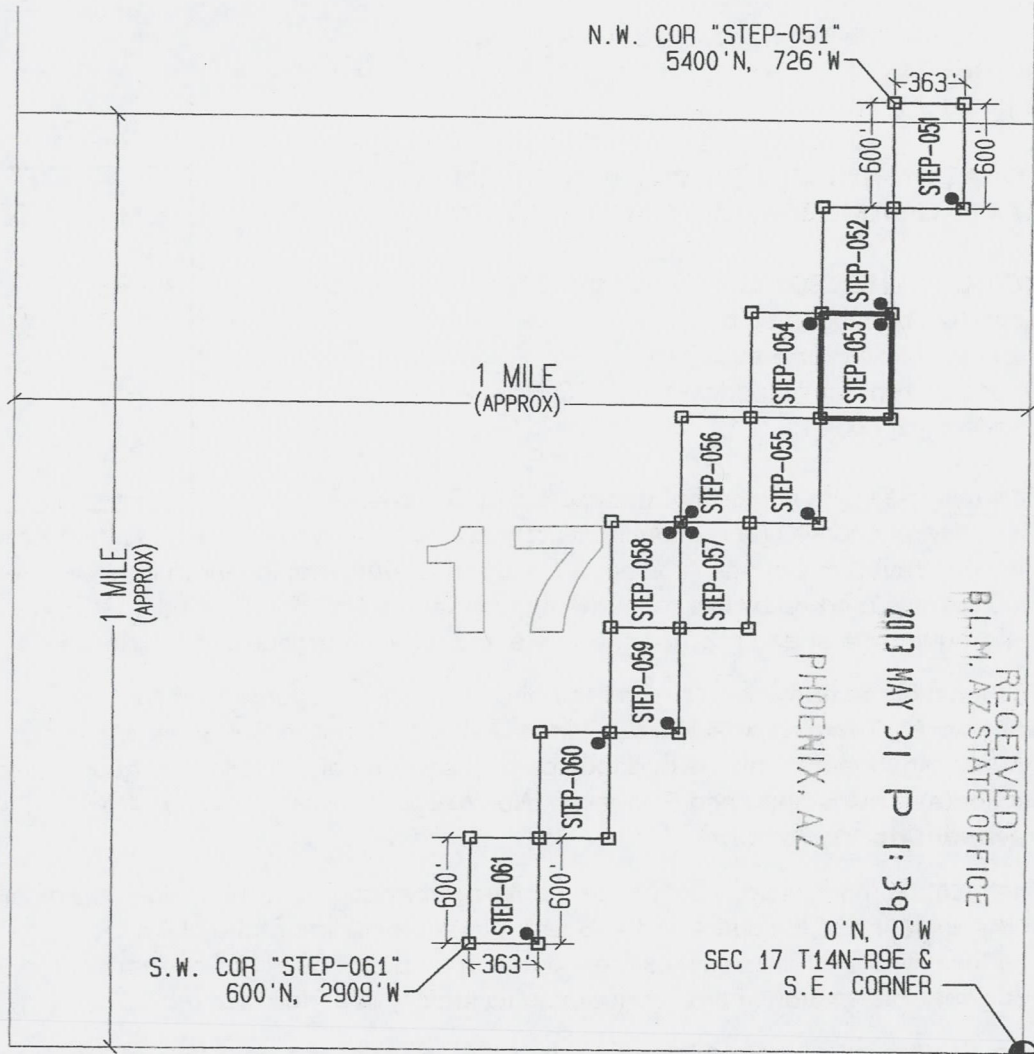 N.W. COR "STEP-051"
5400'N, 726'W
363'
600'
STEP-051
600'
STEP-052
STEP-054
STEP-053
1 MILE
(APPROX)
STEP-056
STEP-055
17
1 MILE
(APPROX)
STEP-058
STEP-057
STEP-059
RECEIVED
B.L.M. AZ STATE OFFICE
2013 MAY 31 P 1:39
PHOENIX, AZ
STEP-060
600'
STEP-061
600'
363'
S.W. COR "STEP-061"
600'N, 2909'W
0'N, 0'W
SEC 17 T14N-R9E &
S.E. CORNER